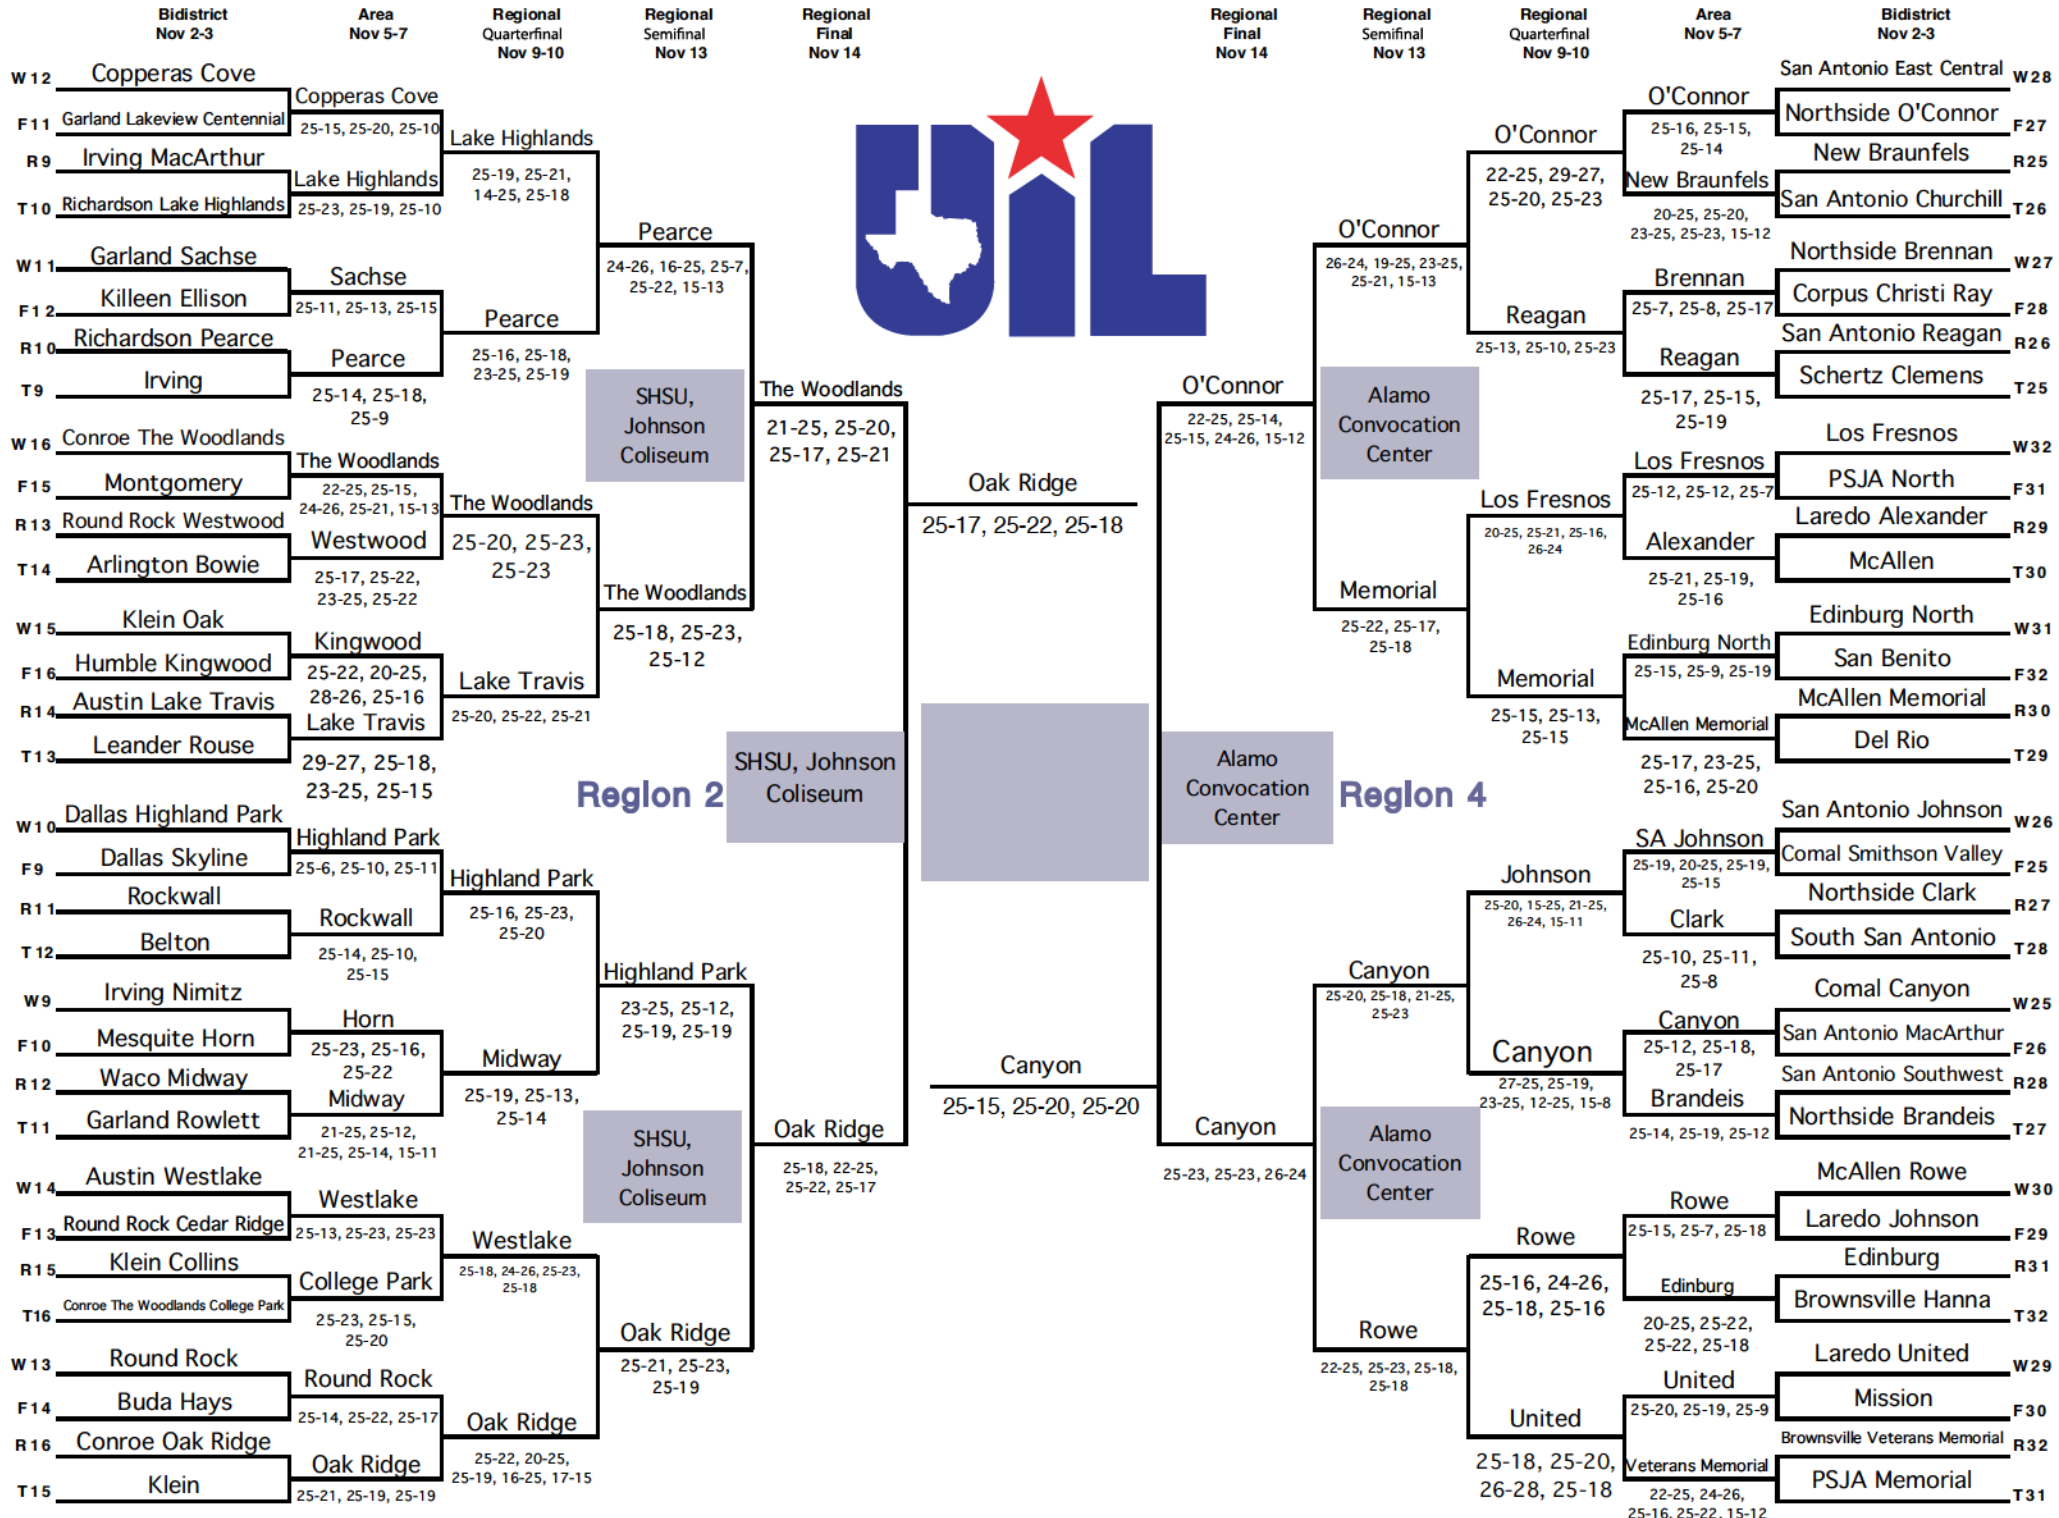 Bidistrict
Nov 2-3
Area
Nov 5-7
Regional
Quarterfinal
Nov 9-10
Regional
Semifinal
Nov 13
Regional
Final
Nov 14
Regional
Final
Nov 14
Regional
Semifinal
Nov 13
Regional
Quarterfinal
Nov 9-10
Area
Nov 5-7
Bidistrict
Nov 2-3
W12 Copperas Cove
F11 Garland Lakeview Centennial
R9 Irving MacArthur
T10 Richardson Lake Highlands
W11 Garland Sachse
F12 Killeen Ellison
R10 Richardson Pearce
T9 Irving
W16 Conroe The Woodlands
F15 Montgomery
R13 Round Rock Westwood
T14 Arlington Bowie
W15 Klein Oak
F16 Humble Kingwood
R14 Austin Lake Travis
T13 Leander Rouse
W10 Dallas Highland Park
F9 Dallas Skyline
R11 Rockwall
T12 Belton
W9 Irving Nimitz
F10 Mesquite Horn
R12 Waco Midway
T11 Garland Rowlett
W14 Austin Westlake
F13 Round Rock Cedar Ridge
R15 Klein Collins
T16 Conroe The Woodlands College Park
W13 Round Rock
F14 Buda Hays
R16 Conroe Oak Ridge
T15 Klein
Copperas Cove
25-15, 25-20, 25-10
Lake Highlands
25-23, 25-19, 25-10
Sachse
25-11, 25-13, 25-15
Pearce
25-14, 25-18,
25-9
The Woodlands
22-25, 25-15,
24-26, 25-21, 15-13
Westwood
25-17, 25-22,
23-25, 25-22
Kingwood
25-22, 20-25,
28-26, 25-16
Lake Travis
29-27, 25-18,
23-25, 25-15
Highland Park
25-6, 25-10, 25-11
Rockwall
25-14, 25-10,
25-15
Horn
25-23, 25-16,
25-22
Midway
21-25, 25-12,
21-25, 25-14, 15-11
Westlake
25-13, 25-23, 25-23
College Park
25-23, 25-15,
25-20
Round Rock
25-14, 25-22, 25-17
Oak Ridge
25-21, 25-19, 25-19
Lake Highlands
25-19, 25-21,
14-25, 25-18
Pearce
25-16, 25-18,
23-25, 25-19
The Woodlands
25-20, 25-23,
25-23
Lake Travis
25-20, 25-22, 25-21
Highland Park
25-16, 25-23,
25-20
Midway
25-19, 25-13,
25-14
Westlake
25-18, 24-26, 25-23,
25-18
Oak Ridge
25-22, 20-25,
25-19, 16-25, 17-15
Pearce
24-26, 16-25, 25-7,
25-22, 15-13
SHSU,
Johnson
Coliseum
The Woodlands
25-18, 25-23,
25-12
Region 2
Highland Park
23-25, 25-12,
25-19, 25-19
SHSU,
Johnson
Coliseum
Oak Ridge
25-21, 25-23,
25-19
The Woodlands
21-25, 25-20,
25-17, 25-21
SHSU, Johnson
Coliseum
Oak Ridge
25-18, 22-25,
25-22, 25-17
UIL
Oak Ridge
25-17, 25-22, 25-18
Canyon
25-15, 25-20, 25-20
O'Connor
22-25, 25-14,
25-15, 24-26, 15-12
Alamo
Convocation
Center
Canyon
25-23, 25-23, 26-24
O'Connor
26-24, 19-25, 23-25,
25-21, 15-13
Alamo
Convocation
Center
Memorial
25-22, 25-17,
25-18
Region 4
Canyon
25-20, 25-18, 21-25,
25-23
Alamo
Convocation
Center
Rowe
22-25, 25-23, 25-18,
25-18
O'Connor
22-25, 29-27,
25-20, 25-23
Reagan
25-13, 25-10, 25-23
Los Fresnos
20-25, 25-21, 25-16,
26-24
Memorial
25-15, 25-13,
25-15
Johnson
25-20, 15-25, 21-25,
26-24, 15-11
Canyon
27-25, 25-19,
23-25, 12-25, 15-8
Rowe
25-16, 24-26,
25-18, 25-16
United
25-18, 25-20,
26-28, 25-18
O'Connor
25-16, 25-15,
25-14
New Braunfels
20-25, 25-20,
23-25, 25-23, 15-12
Brennan
25-7, 25-8, 25-17
Reagan
25-17, 25-15,
25-19
Los Fresnos
25-12, 25-12, 25-7
Alexander
25-21, 25-19,
25-16
Edinburg North
25-15, 25-9, 25-19
McAllen Memorial
25-17, 23-25,
25-16, 25-20
SA Johnson
25-19, 20-25, 25-19,
25-15
Clark
25-10, 25-11,
25-8
Canyon
25-12, 25-18,
25-17
Brandeis
25-14, 25-19, 25-12
Rowe
25-15, 25-7, 25-18
Edinburg
20-25, 25-22,
25-22, 25-18
United
25-20, 25-19, 25-9
Veterans Memorial
22-25, 24-26,
25-16, 25-22, 15-12
San Antonio East Central W28
Northside O'Connor F27
New Braunfels R25
San Antonio Churchill T26
Northside Brennan W27
Corpus Christi Ray F28
San Antonio Reagan R26
Schertz Clemens T25
Los Fresnos W32
PSJA North F31
Laredo Alexander R29
McAllen T30
Edinburg North W31
San Benito F32
McAllen Memorial R30
Del Rio T29
San Antonio Johnson W26
Comal Smithson Valley F25
Northside Clark R27
South San Antonio T28
Comal Canyon W25
San Antonio MacArthur F26
San Antonio Southwest R28
Northside Brandeis T27
McAllen Rowe W30
Laredo Johnson F29
Edinburg R31
Brownsville Hanna T32
Laredo United W29
Mission F30
Brownsville Veterans Memorial R32
PSJA Memorial T31